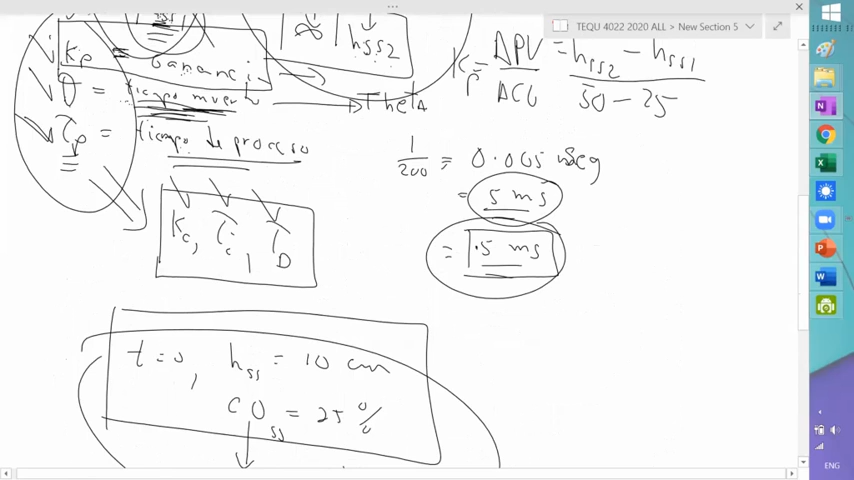 TEQU 4022 2020 ALL > New Section 5
hss2
Kp = ΔPV / ΔCO = hss2 - hss1 / 50 - 25
Kp = ganancia
θ = tiempo muerto → Theta
τp = tiempo de proceso
1/200 = 0.005 seg
= 5 ms
= .5 ms
Kc, τi, τD
t=0, hss = 10 cm
COss = 25 %
ENG